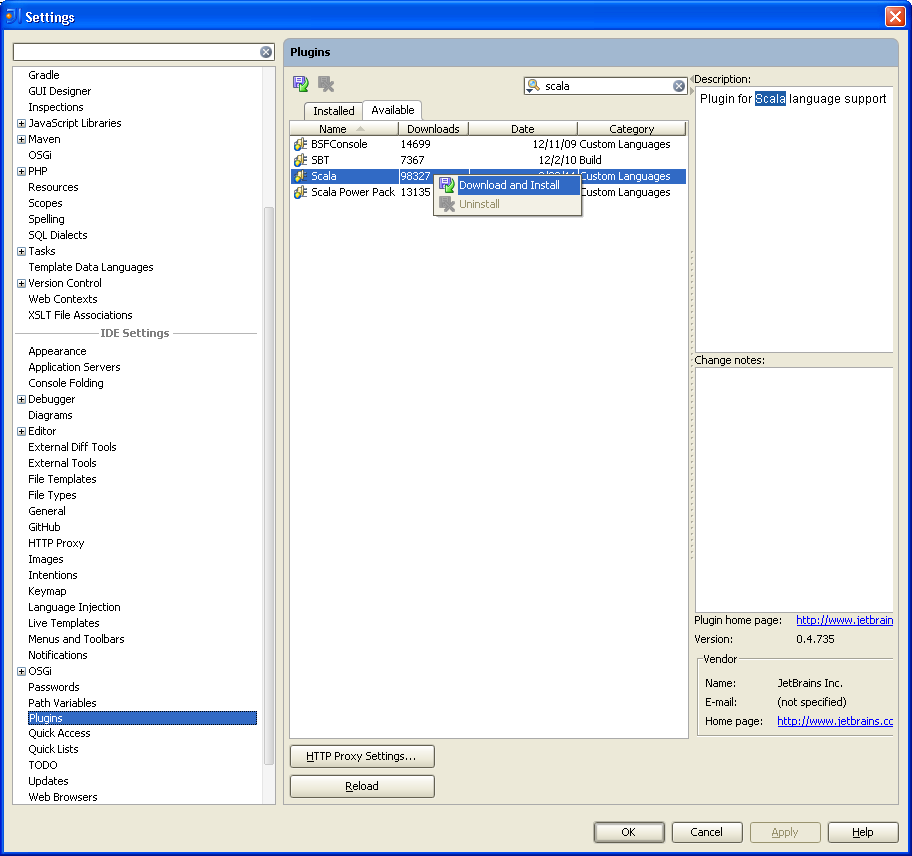 Settings
Gradle
GUI Designer
Inspections
JavaScript Libraries
Maven
OSGi
PHP
Resources
Scopes
Spelling
SQL Dialects
Tasks
Template Data Languages
Version Control
Web Contexts
XSLT File Associations
IDE Settings
Appearance
Application Servers
Console Folding
Debugger
Diagrams
Editor
External Diff Tools
External Tools
File Templates
File Types
General
GitHub
HTTP Proxy
Images
Intentions
Keymap
Language Injection
Live Templates
Menus and Toolbars
Notifications
OSGi
Passwords
Path Variables
Plugins
Quick Access
Quick Lists
TODO
Updates
Web Browsers
Plugins
scala
Installed Available
Name Downloads Date Category
BSFConsole 14699 12/11/09 Custom Languages
SBT 7367 12/2/10 Build
Scala 98327 Custom Languages
Scala Power Pack 13135 Custom Languages
Download and Install
Uninstall
HTTP Proxy Settings...
Reload
Description:
Plugin for Scala language support
Change notes:
Plugin home page: http://www.jetbrain
Version: 0.4.735
Vendor
Name: JetBrains Inc.
E-mail: (not specified)
Home page: http://www.jetbrains.cc
OK Cancel Apply Help